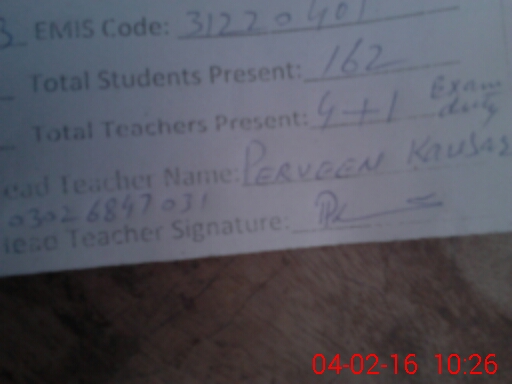 EMIS Code: 31220401
Total Students Present: 162
Total Teachers Present: 4+1 Exam duty
ead Teacher Name: PERVEEN KAUSAR
03026847031
Head Teacher Signature:
04-02-16 10:26